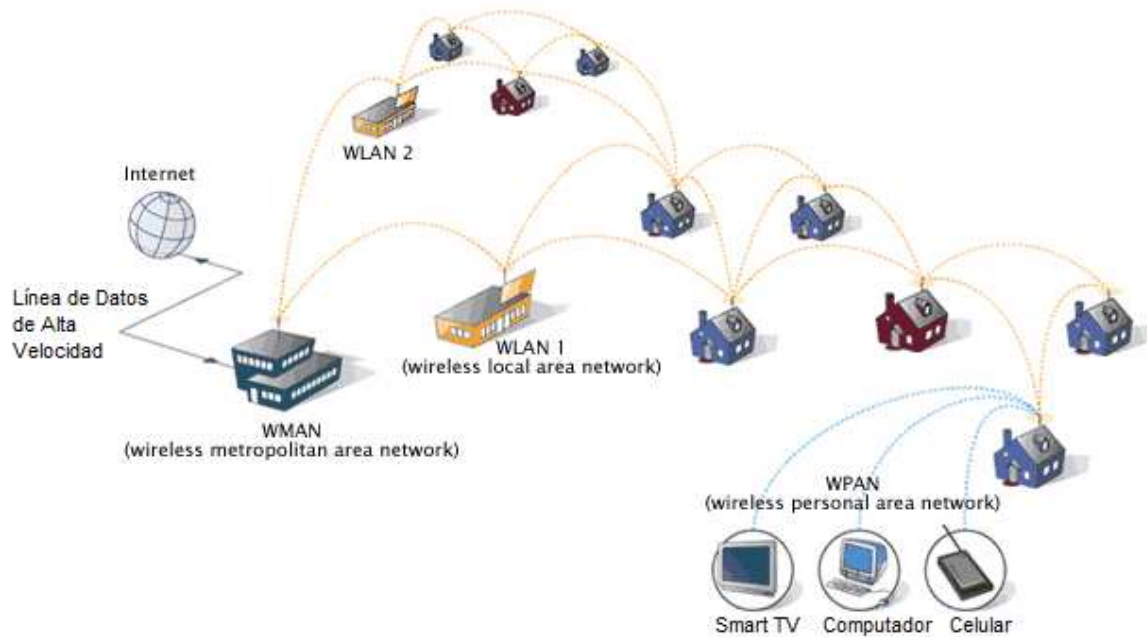 WLAN 2
Internet
Línea de Datos
de Alta
Velocidad
WLAN 1
(wireless local area network)
WMAN
(wireless metropolitan area network)
WPAN
(wireless personal area network)
Smart TV
Computador
Celular